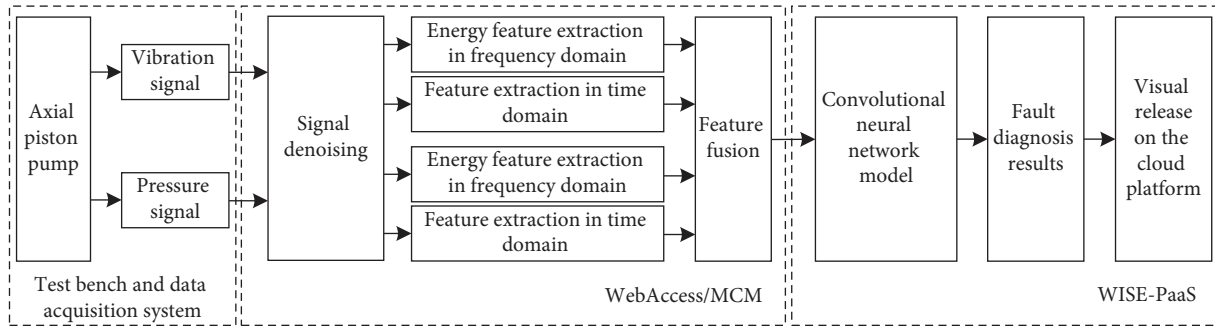 Axial
piston
pump
Vibration
signal
Pressure
signal
Test bench and data
acquisition system
Signal
denoising
Energy feature extraction
in frequency domain
Feature extraction in time
domain
Energy feature extraction
in frequency domain
Feature extraction in time
domain
Feature
fusion
WebAccess/MCM
Convolutional
neural
network
model
Fault
diagnosis
results
Visual
release
on the
cloud
platform
WISE-PaaS